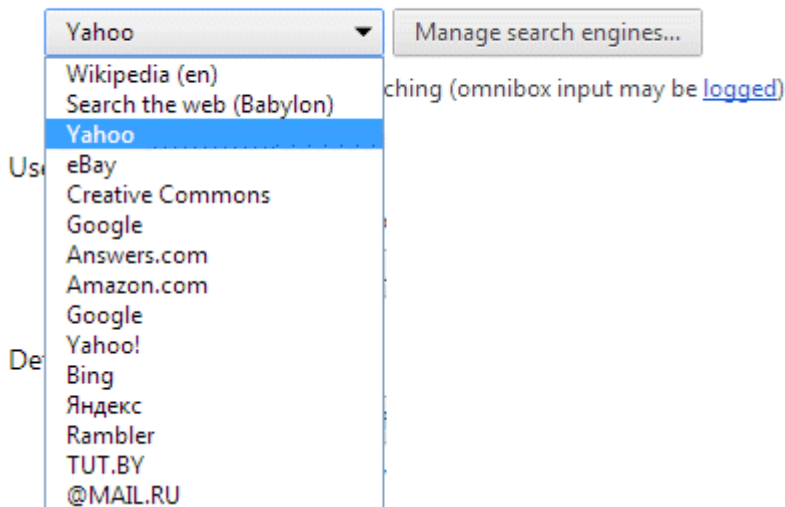 Yahoo
Manage search engines...
Wikipedia (en)
ching (omnibox input may be logged)
Search the web (Babylon)
Yahoo
eBay
Creative Commons
Google
Answers.com
Amazon.com
Google
Yahoo!
Bing
Яндекс
Rambler
TUT.BY
@MAIL.RU